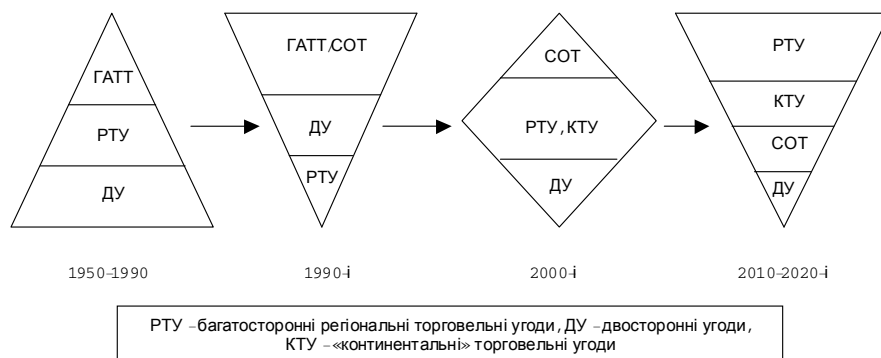 ГАТТ
РТУ
ДУ
ГАТТ/СОТ
ДУ
РТУ
СОТ
РТУ, КТУ
ДУ
РТУ
КТУ
СОТ
ДУ
1950–1990
1990-і
2000-і
2010–2020-і
РТУ – багатосторонні регіональні торговельні угоди, ДУ – двосторонні угоди,
КТУ – «континентальні» торговельні угоди